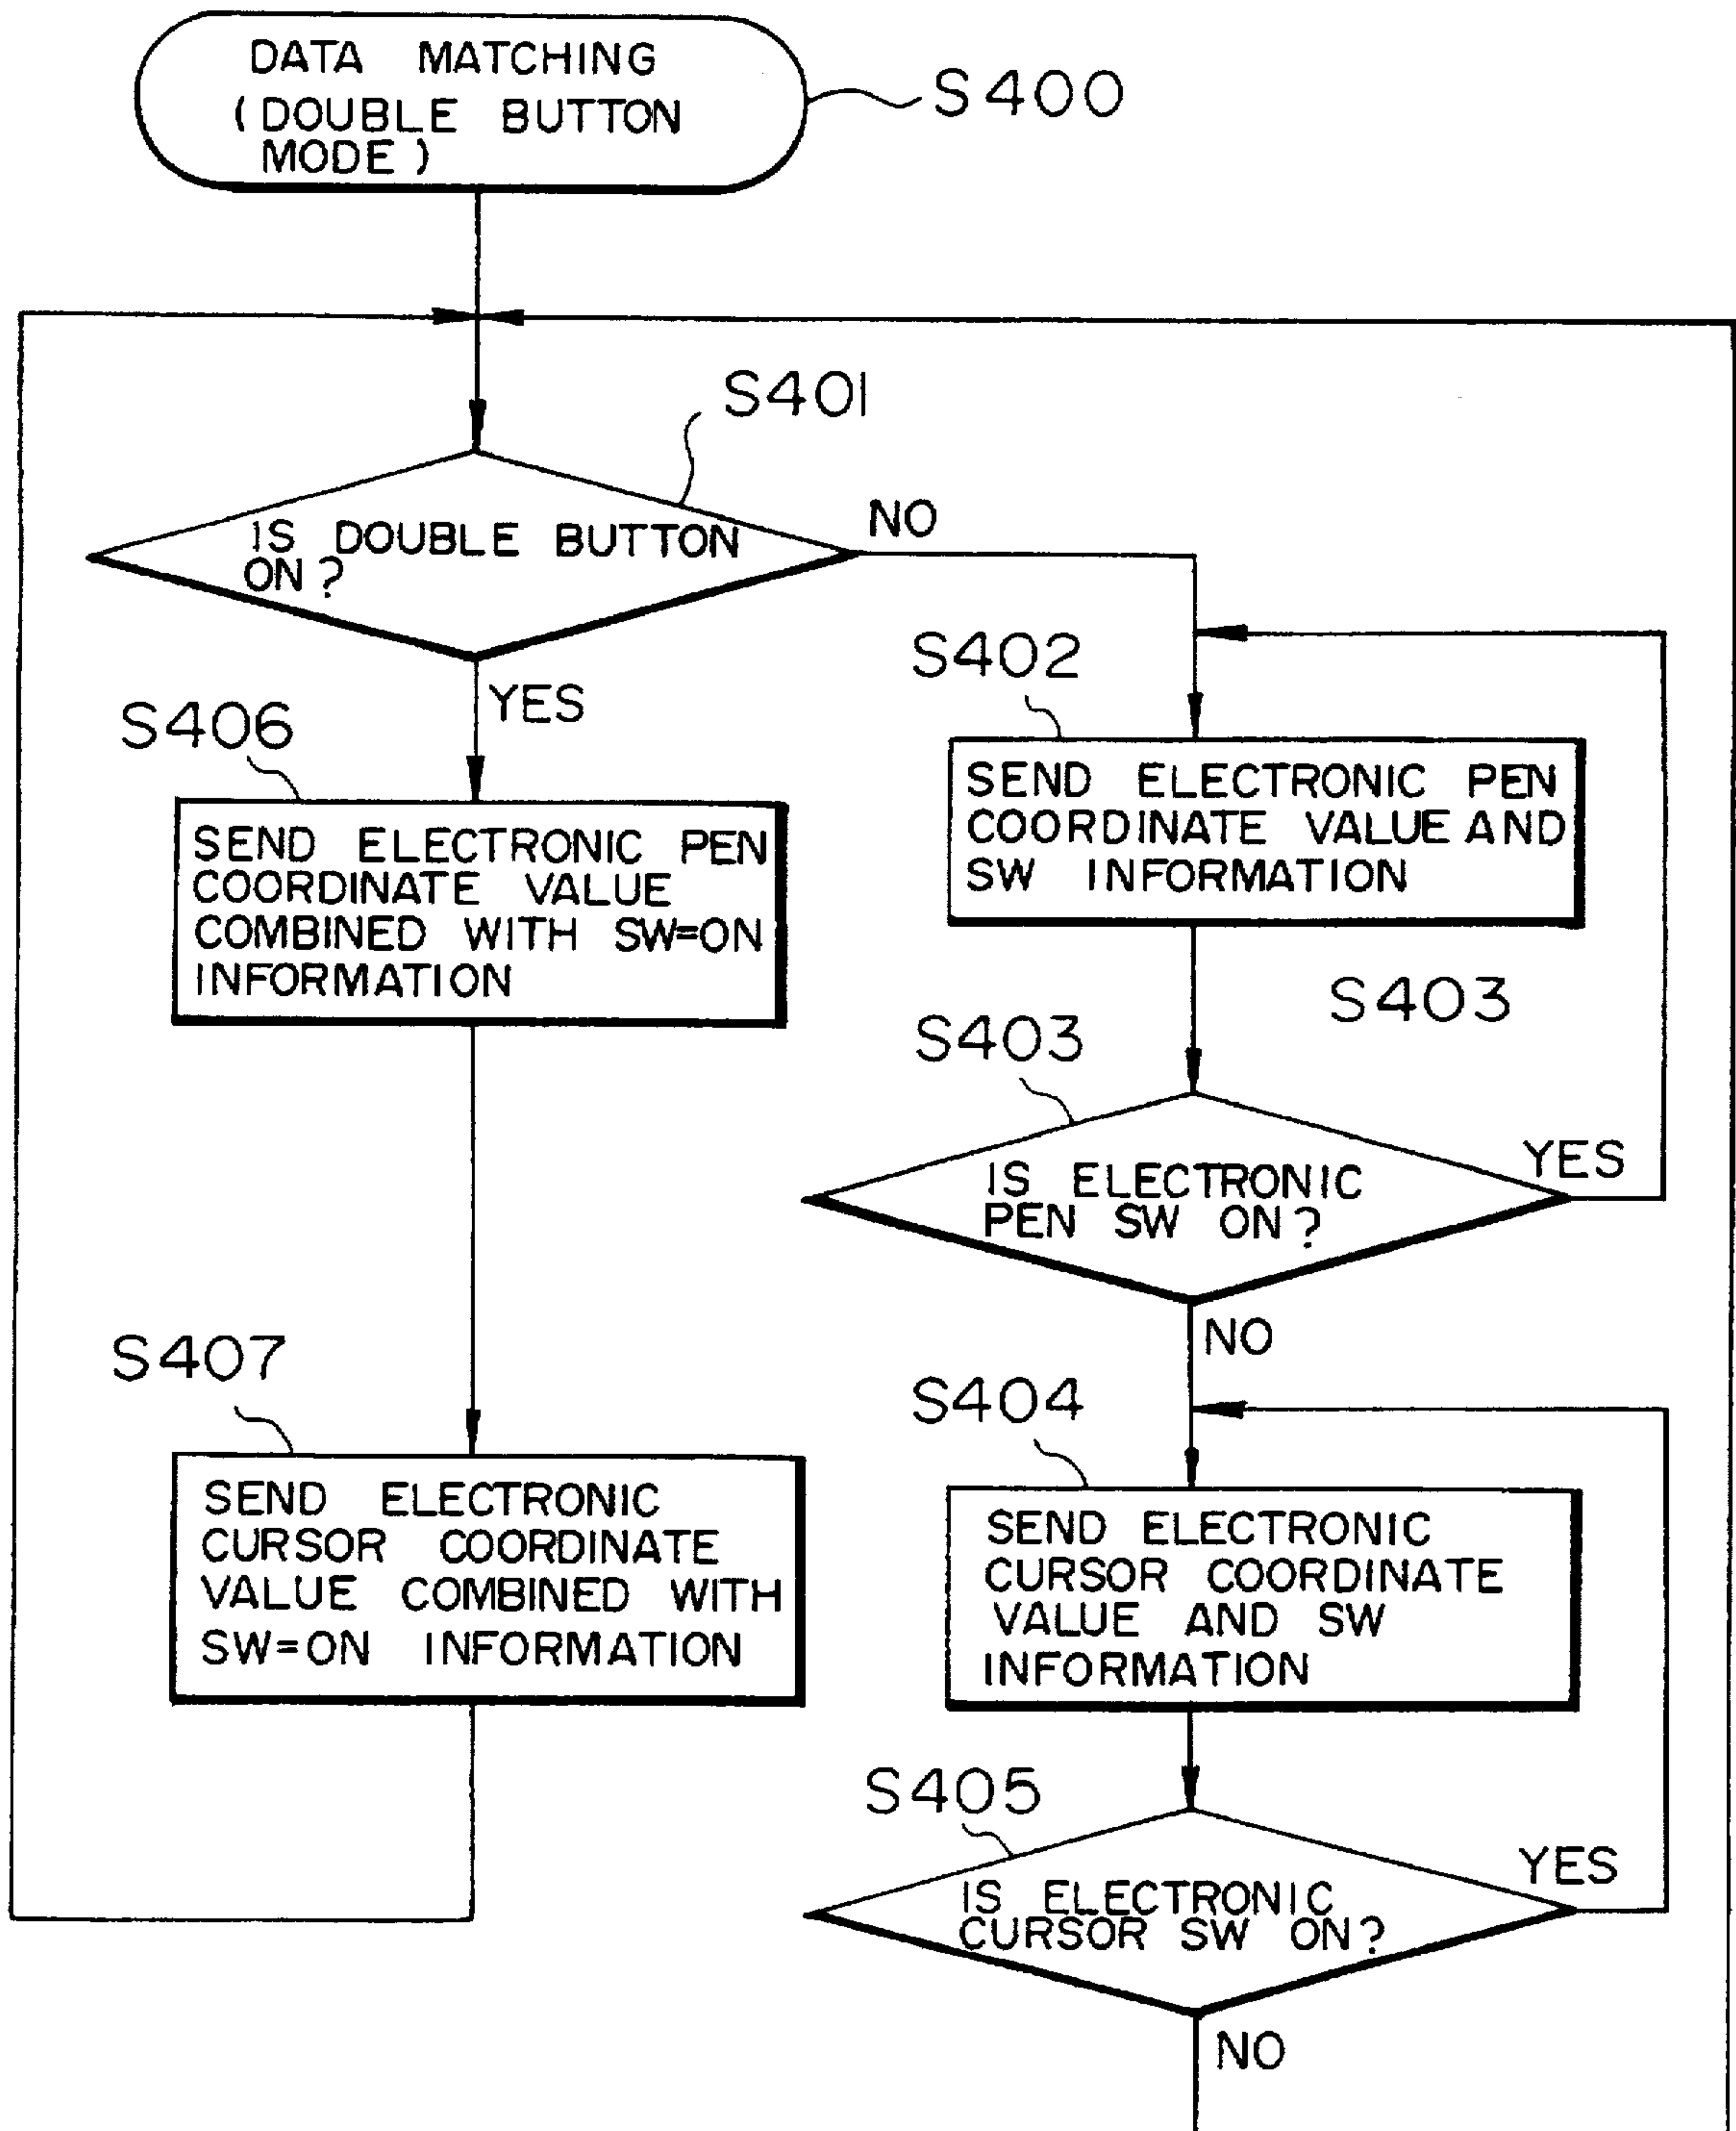 DATA MATCHING
(DOUBLE BUTTON
MODE)
S400
S401
IS DOUBLE BUTTON
ON?
NO
YES
S402
SEND ELECTRONIC PEN
COORDINATE VALUE AND
SW INFORMATION
S406
SEND ELECTRONIC PEN
COORDINATE VALUE
COMBINED WITH SW=ON
INFORMATION
S403
S403
IS ELECTRONIC
PEN SW ON?
YES
NO
S407
SEND ELECTRONIC
CURSOR COORDINATE
VALUE COMBINED WITH
SW=ON INFORMATION
S404
SEND ELECTRONIC
CURSOR COORDINATE
VALUE AND SW
INFORMATION
S405
IS ELECTRONIC
CURSOR SW ON?
YES
NO